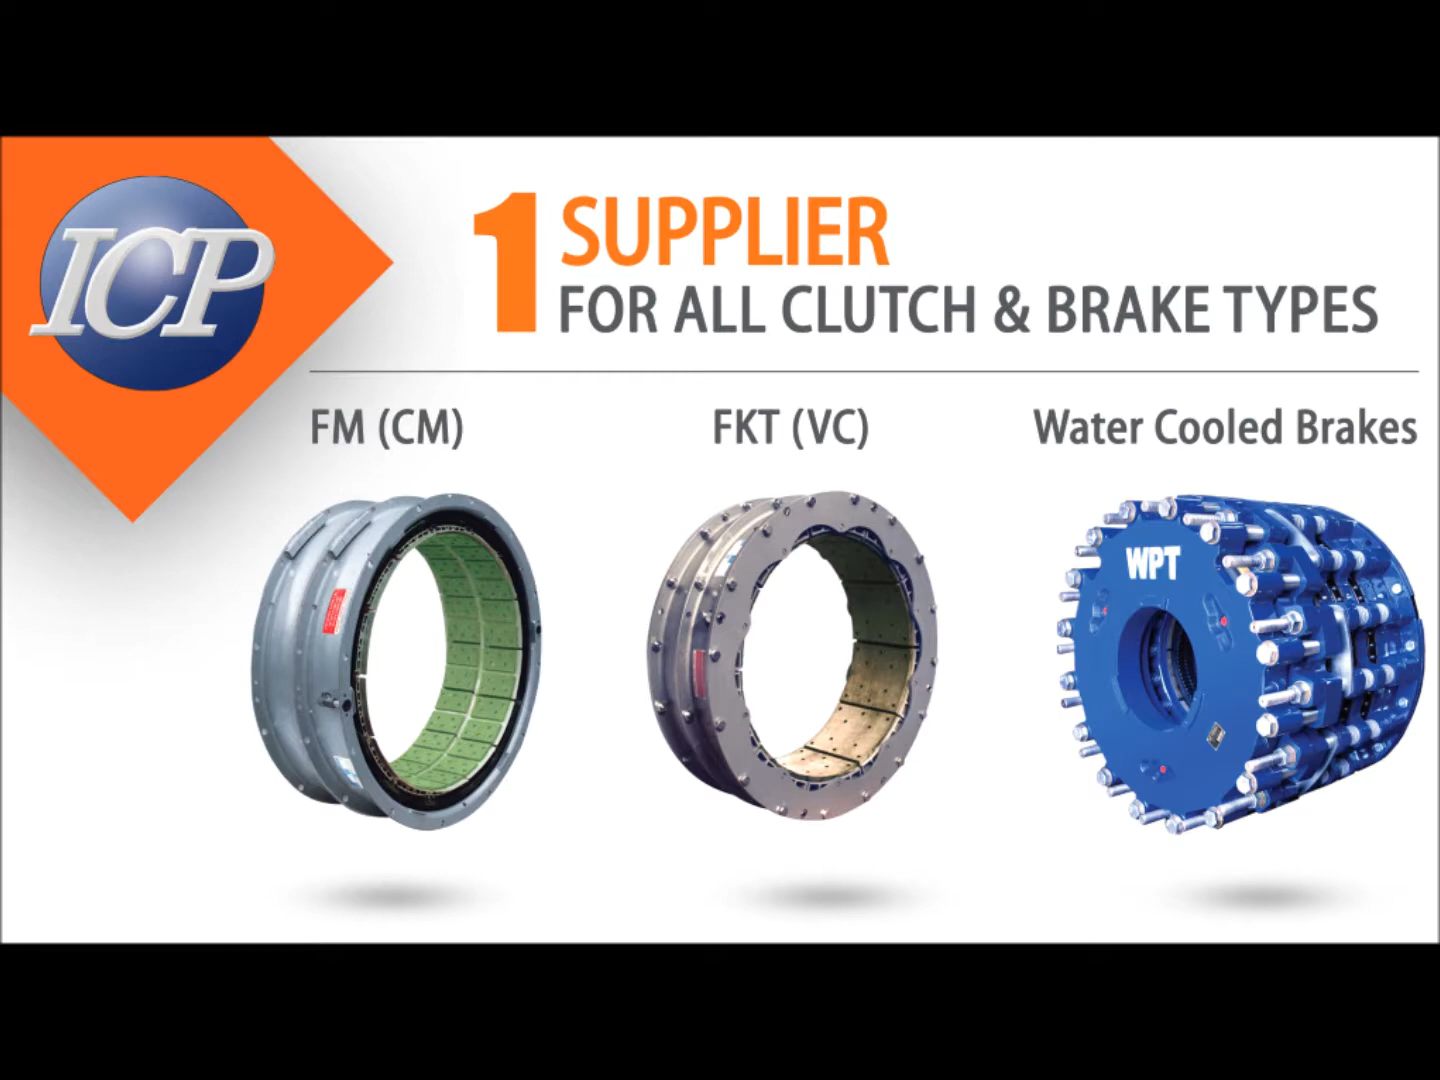 ICP
1 SUPPLIER
FOR ALL CLUTCH & BRAKE TYPES
FM (CM)
FKT (VC)
Water Cooled Brakes
WPT